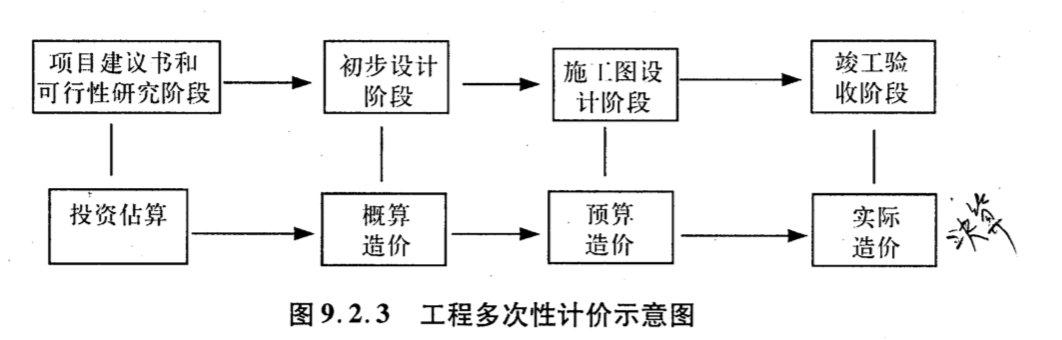 项目建议书和
可行性研究阶段
初步设计
阶段
施工图设
计阶段
竣工验
收阶段
投资估算
概算
造价
预算
造价
实际
造价
决算
图9.2.3 工程多次性计价示意图